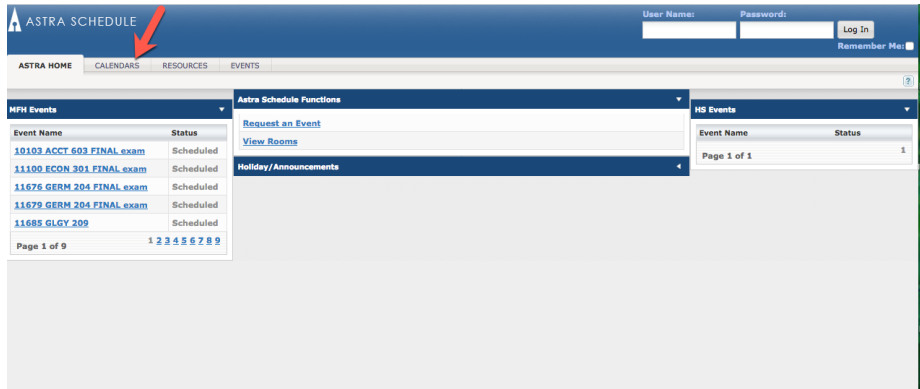 ASTRA SCHEDULE
User Name:
Password:
Log In
Remember Me:
ASTRA HOME
CALENDARS
RESOURCES
EVENTS
?
MFH Events
Event Name Status
10103 ACCT 603 FINAL exam Scheduled
11100 ECON 301 FINAL exam Scheduled
11676 GERM 204 FINAL exam Scheduled
11679 GERM 204 FINAL exam Scheduled
11685 GLGY 209 Scheduled
Page 1 of 9 1 2 3 4 5 6 7 8 9
Astra Schedule Functions
Request an Event
View Rooms
Holiday/Announcements
HS Events
Event Name Status
Page 1 of 1 1